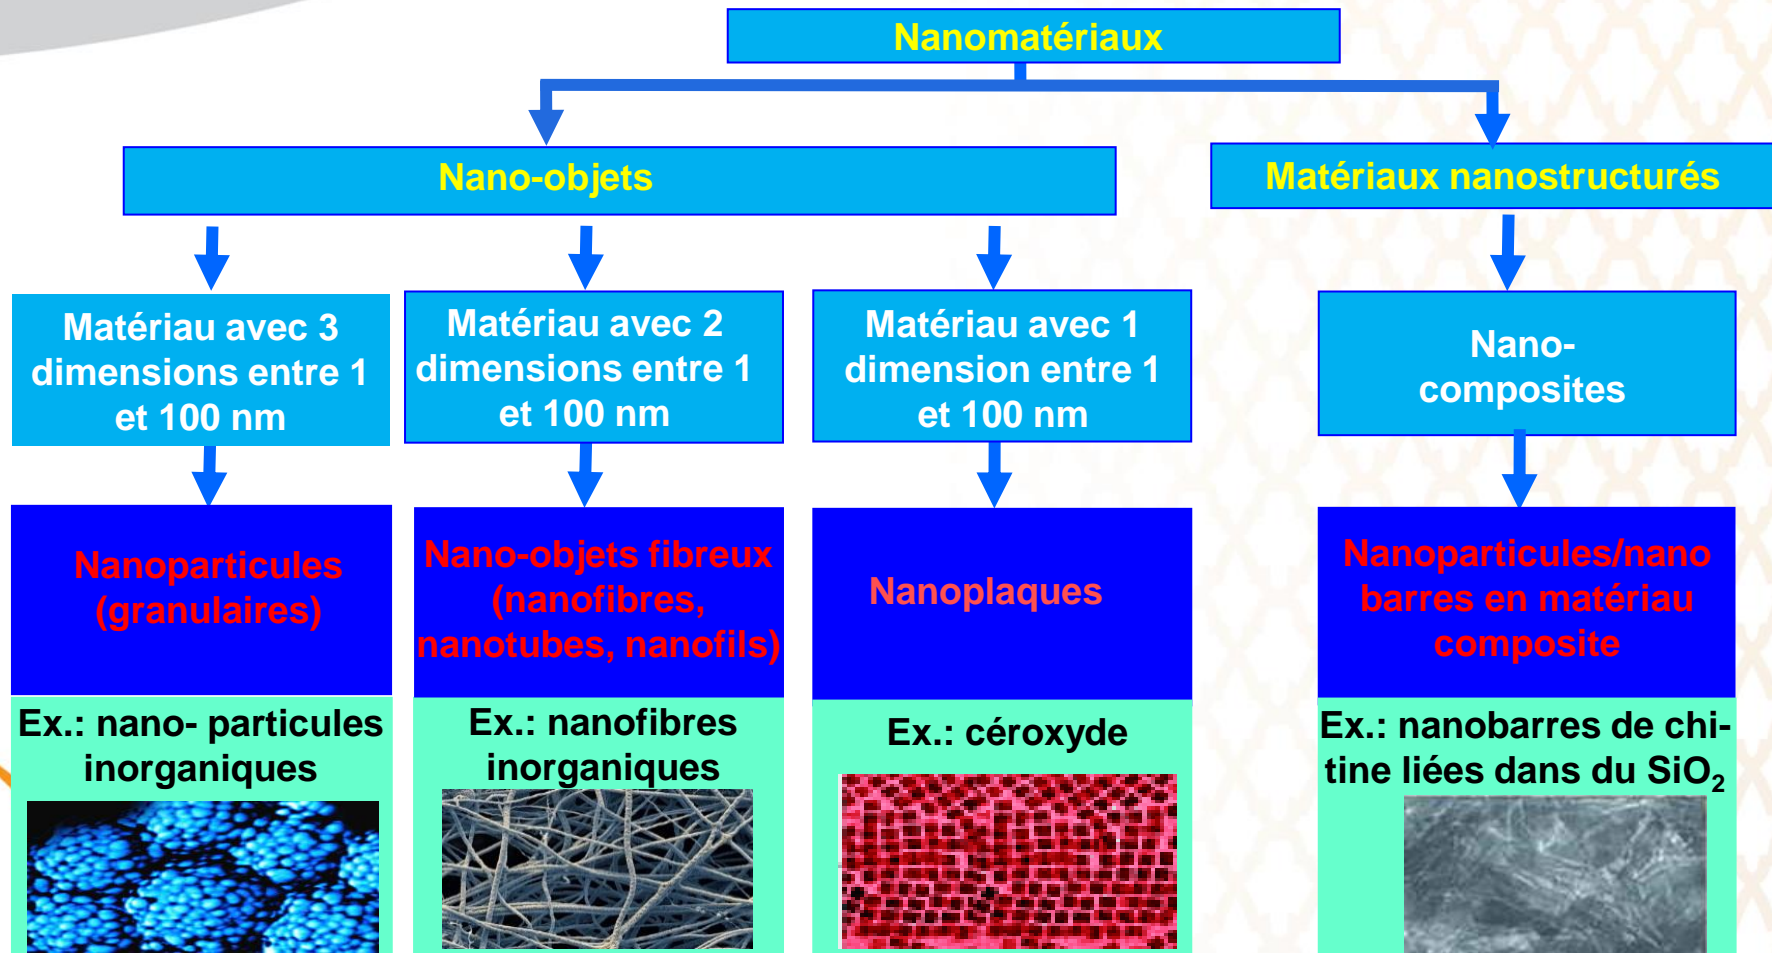 Nanomatériaux
Nano-objets
Matériaux nanostructurés
Matériau avec 3
dimensions entre 1
et 100 nm
Matériau avec 2
dimensions entre 1
et 100 nm
Matériau avec 1
dimension entre 1
et 100 nm
Nano-
composites
Nanoparticules
(granulaires)
Nano-objets fibreux
(nanofibres,
nanotubes, nanofils)
Nanoplaques
Nanoparticules/nano
barres en matériau
composite
Ex.: nano- particules
inorganiques
Ex.: nanofibres
inorganiques
Ex.: céroxyde
Ex.: nanobarres de chi-
tine liées dans du SiO₂